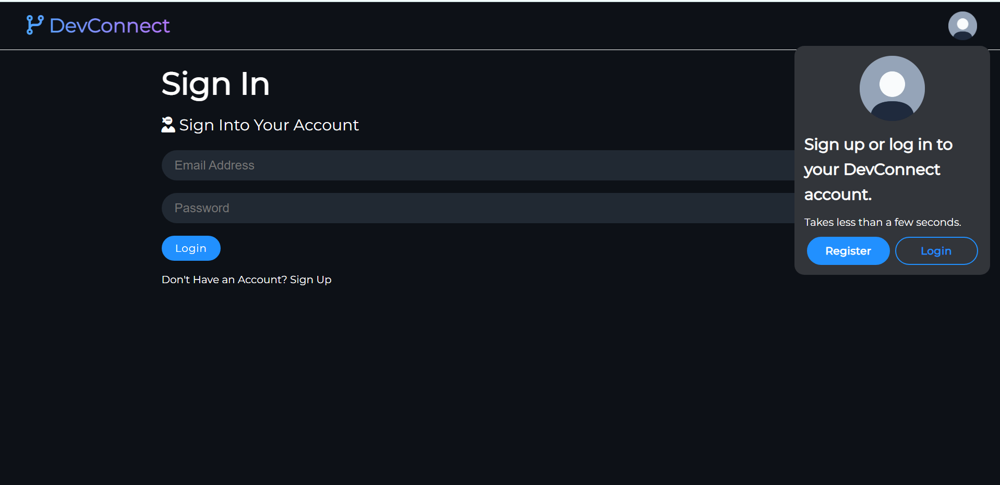 DevConnect
Sign In
Sign Into Your Account
Email Address
Password
Login
Don't Have an Account? Sign Up
Sign up or log in to
your DevConnect
account.
Takes less than a few seconds.
Register
Login